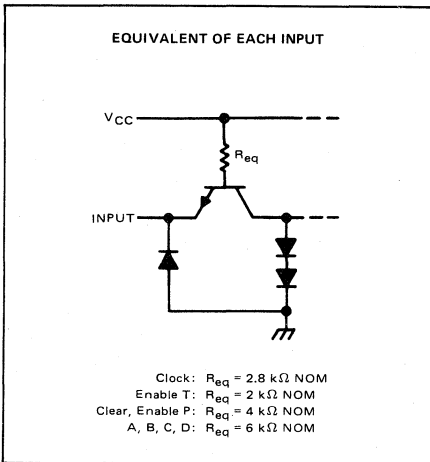 EQUIVALENT OF EACH INPUT
VCC
Req
INPUT
Clock: Req = 2.8 kΩ NOM
Enable T: Req = 2 kΩ NOM
Clear, Enable P: Req = 4 kΩ NOM
A, B, C, D: Req = 6 kΩ NOM